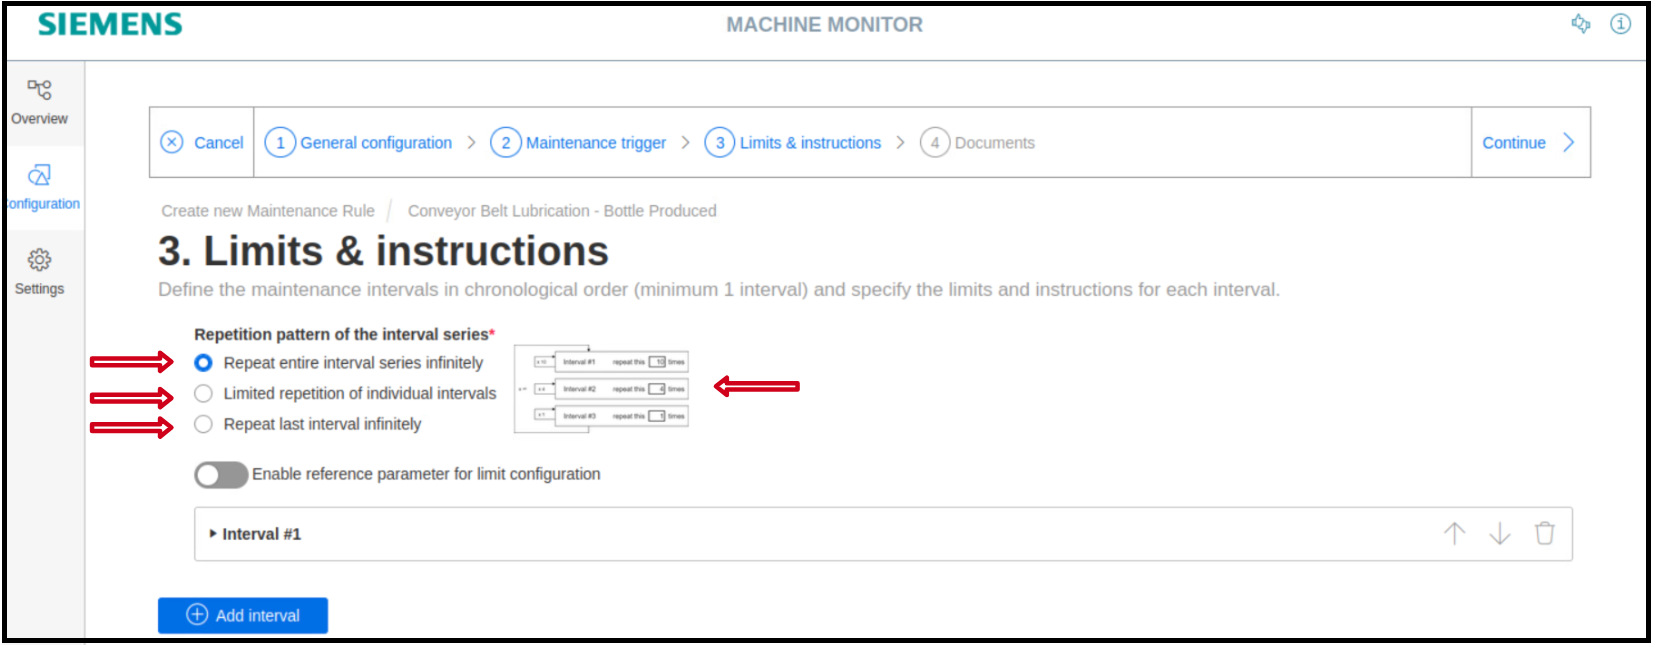 SIEMENS
MACHINE MONITOR
Overview
onfiguration
Settings
Cancel
1 General configuration
2 Maintenance trigger
3 Limits & instructions
4 Documents
Continue
Create new Maintenance Rule / Conveyor Belt Lubrication - Bottle Produced
3. Limits & instructions
Define the maintenance intervals in chronological order (minimum 1 interval) and specify the limits and instructions for each interval.
Repetition pattern of the interval series*
Repeat entire interval series infinitely
Limited repetition of individual intervals
Repeat last interval infinitely
x 10 Interval #1 repeat this 10 times
x 4 Interval #2 repeat this 4 times
x 1 Interval #3 repeat this 1 times
Enable reference parameter for limit configuration
Interval #1
Add interval